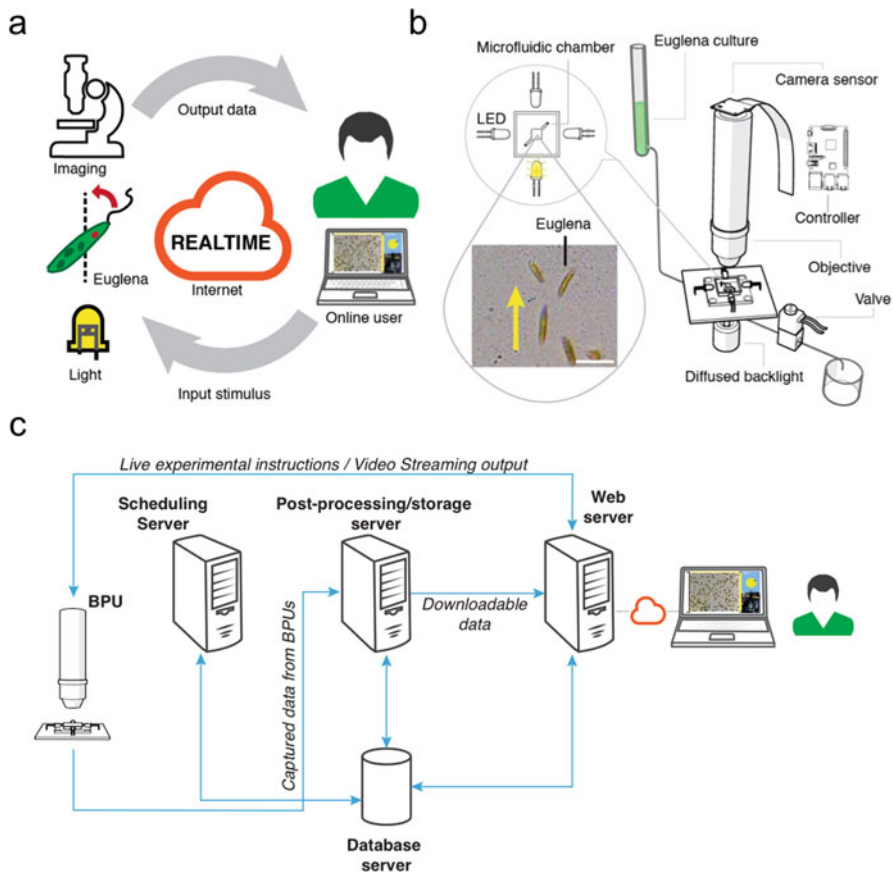 a
Output data
Imaging
REALTIME
Euglena
Internet
Online user
Light
Input stimulus
b
Microfluidic chamber
Euglena culture
Camera sensor
LED
Controller
Euglena
Objective
Valve
Diffused backlight
c
Live experimental instructions / Video Streaming output
Scheduling
Server
Post-processing/storage
server
Web
server
BPU
Downloadable
data
Captured data from BPUs
Database
server